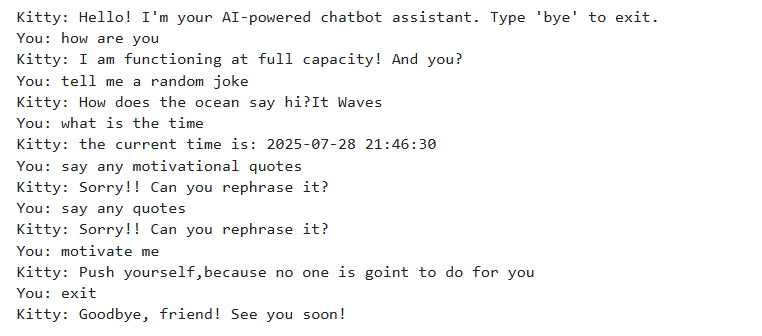 Kitty: Hello! I'm your AI-powered chatbot assistant. Type 'bye' to exit.
You: how are you
Kitty: I am functioning at full capacity! And you?
You: tell me a random joke
Kitty: How does the ocean say hi?It Waves
You: what is the time
Kitty: the current time is: 2025-07-28 21:46:30
You: say any motivational quotes
Kitty: Sorry!! Can you rephrase it?
You: say any quotes
Kitty: Sorry!! Can you rephrase it?
You: motivate me
Kitty: Push yourself,because no one is goint to do for you
You: exit
Kitty: Goodbye, friend! See you soon!